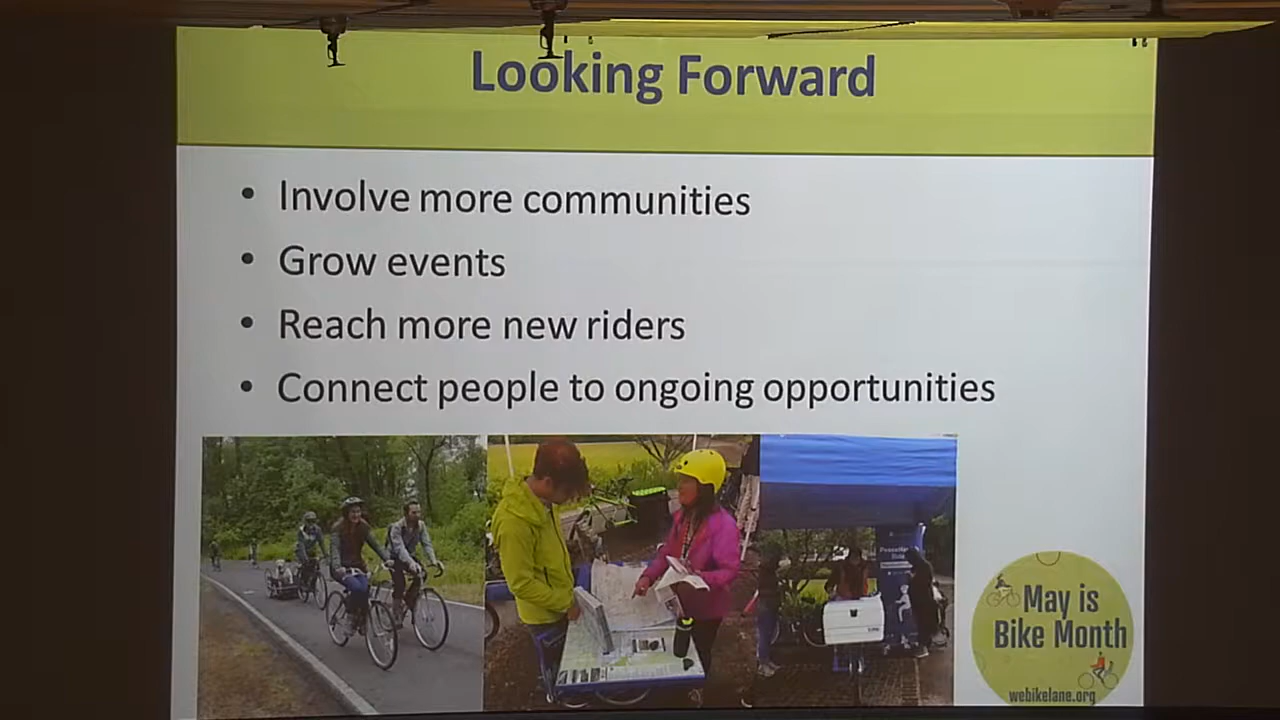 Looking Forward
• Involve more communities
• Grow events
• Reach more new riders
• Connect people to ongoing opportunities
May is
Bike Month
webikelane.org